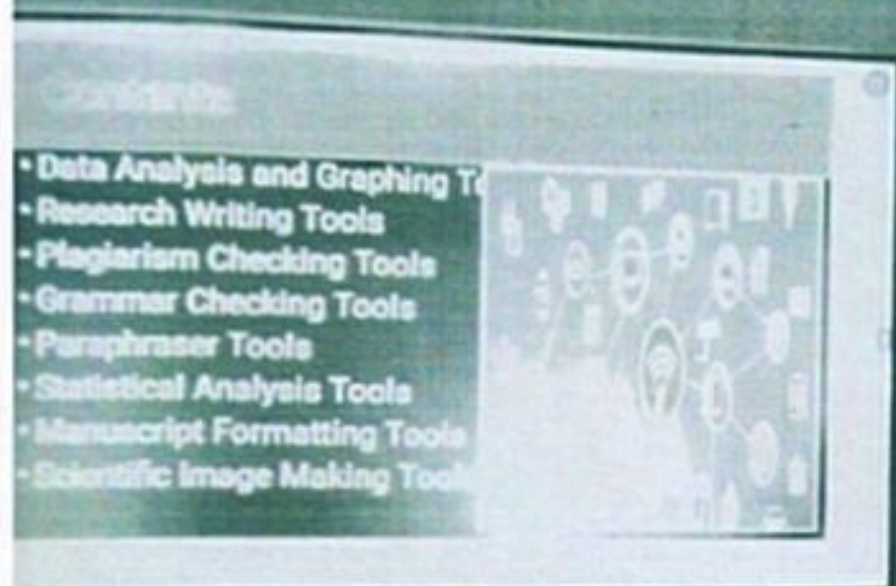 Contents
• Data Analysis and Graphing T
• Research Writing Tools
• Plagiarism Checking Tools
• Grammar Checking Tools
• Paraphraser Tools
• Statistical Analysis Tools
• Manuscript Formatting Tools
• Scientific Image Making Tool